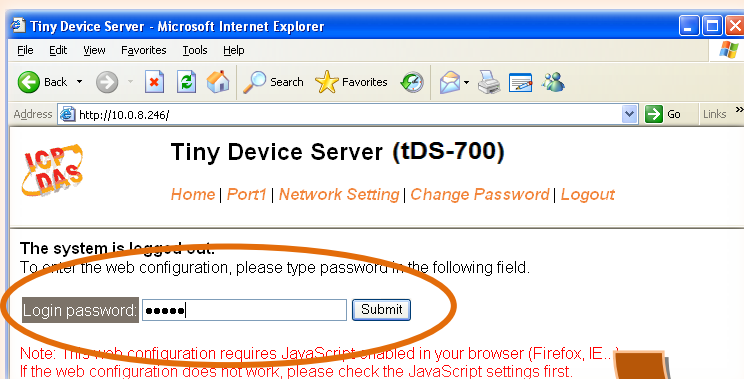 Tiny Device Server - Microsoft Internet Explorer
File Edit View Favorites Tools Help
Back Search Favorites
Address http://10.0.8.246/ Go Links »
ICP DAS
Tiny Device Server (tDS-700)
Home | Port1 | Network Setting | Change Password | Logout
The system is logged out.
To enter the web configuration, please type password in the following field.
Login password: ●●●●● Submit
Note: This web configuration requires JavaScript enabled in your browser (Firefox, IE...)
If the web configuration does not work, please check the JavaScript settings first.